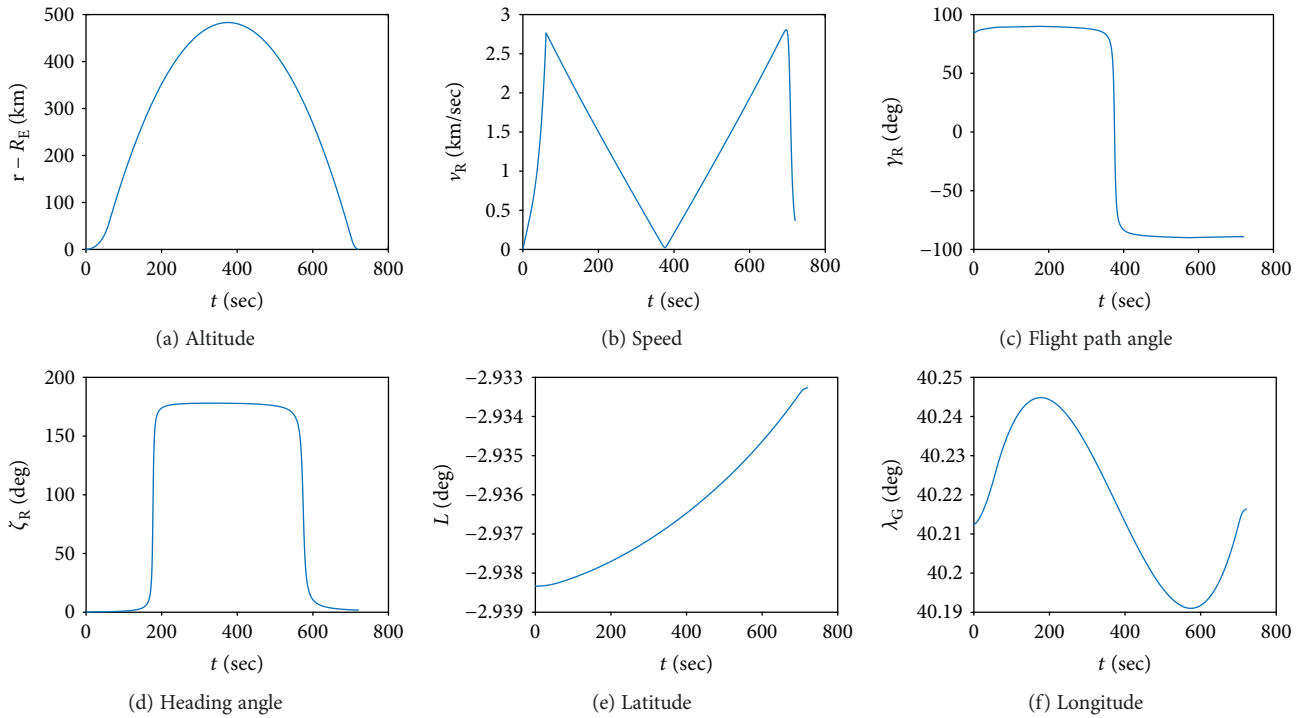 500
400
300
200
100
0
r − R_E (km)
0 200 400 600 800
t (sec)
(a) Altitude
3
2.5
2
1.5
1
0.5
0
v_R (km/sec)
0 200 400 600 800
t (sec)
(b) Speed
100
50
0
−50
−100
γ_R (deg)
0 200 400 600 800
t (sec)
(c) Flight path angle
200
150
100
50
0
ζ_R (deg)
0 200 400 600 800
t (sec)
(d) Heading angle
−2.933
−2.934
−2.935
−2.936
−2.937
−2.938
−2.939
L (deg)
0 200 400 600 800
t (sec)
(e) Latitude
40.25
40.24
40.23
40.22
40.21
40.2
40.19
λ_G (deg)
0 200 400 600 800
t (sec)
(f) Longitude